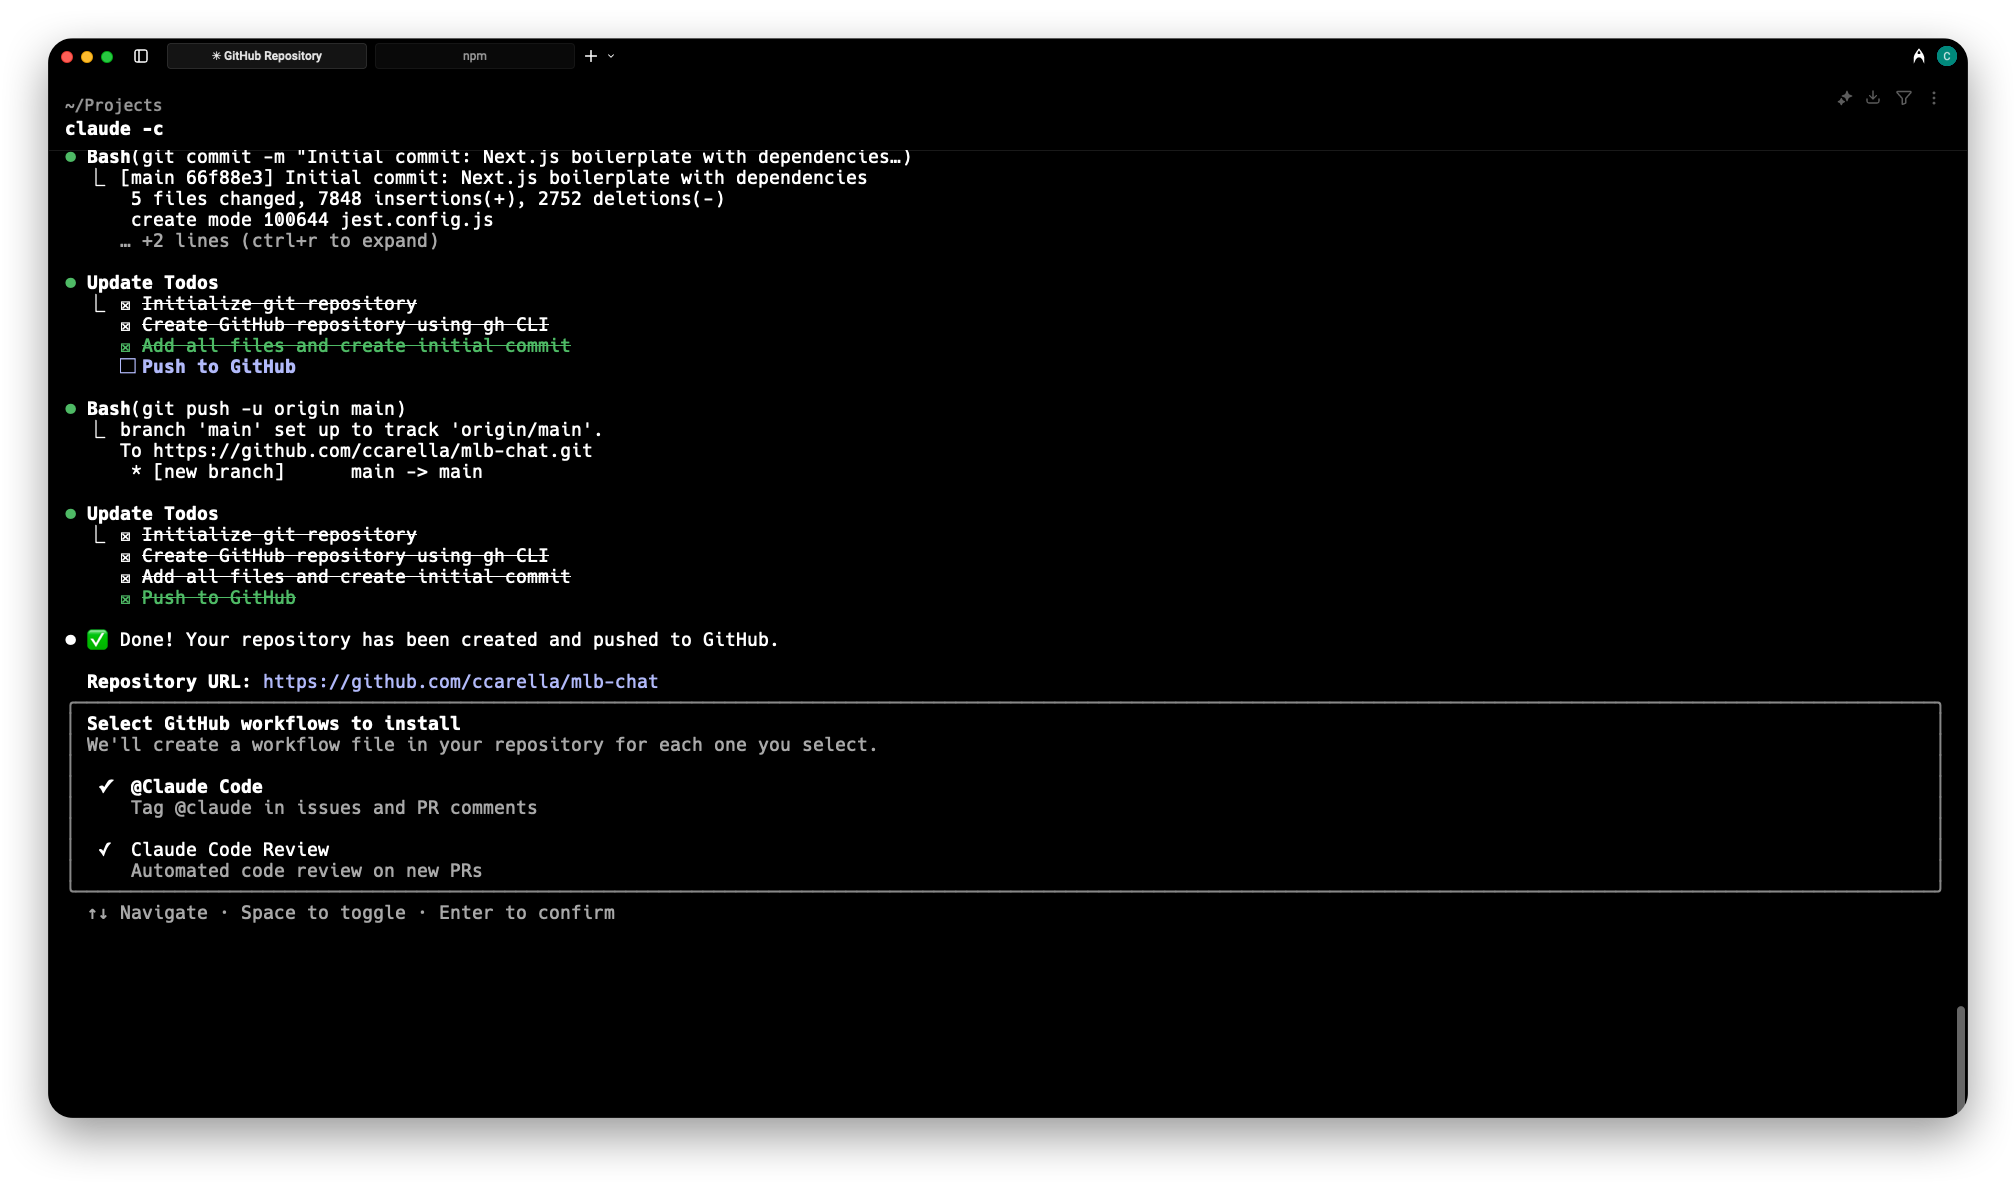 ✳ GitHub Repository
npm
C
~/Projects
claude -c
Bash(git commit -m "Initial commit: Next.js boilerplate with dependencies…)
[main 66f88e3] Initial commit: Next.js boilerplate with dependencies
5 files changed, 7848 insertions(+), 2752 deletions(-)
create mode 100644 jest.config.js
… +2 lines (ctrl+r to expand)
Update Todos
☒ Initialize git repository
☒ Create GitHub repository using gh CLI
☒ Add all files and create initial commit
☐ Push to GitHub
Bash(git push -u origin main)
branch 'main' set up to track 'origin/main'.
To https://github.com/ccarella/mlb-chat.git
* [new branch]      main -> main
Update Todos
☒ Initialize git repository
☒ Create GitHub repository using gh CLI
☒ Add all files and create initial commit
☒ Push to GitHub
✅ Done! Your repository has been created and pushed to GitHub.
Repository URL: https://github.com/ccarella/mlb-chat
Select GitHub workflows to install
We'll create a workflow file in your repository for each one you select.
✓ @Claude Code
Tag @claude in issues and PR comments
✓ Claude Code Review
Automated code review on new PRs
↑↓ Navigate · Space to toggle · Enter to confirm